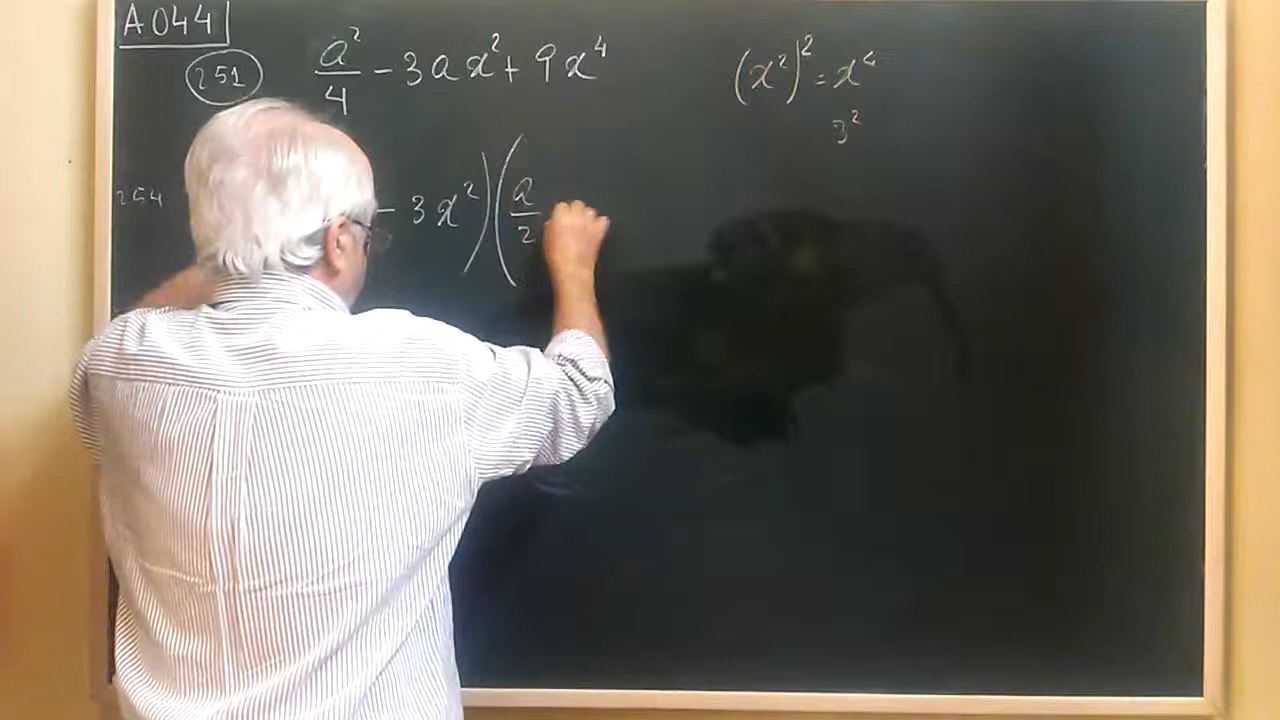 A044
251 a²/4 - 3ax² + 9x⁴ (x²)² = x⁴
3²
254 - 3x²)(a/2